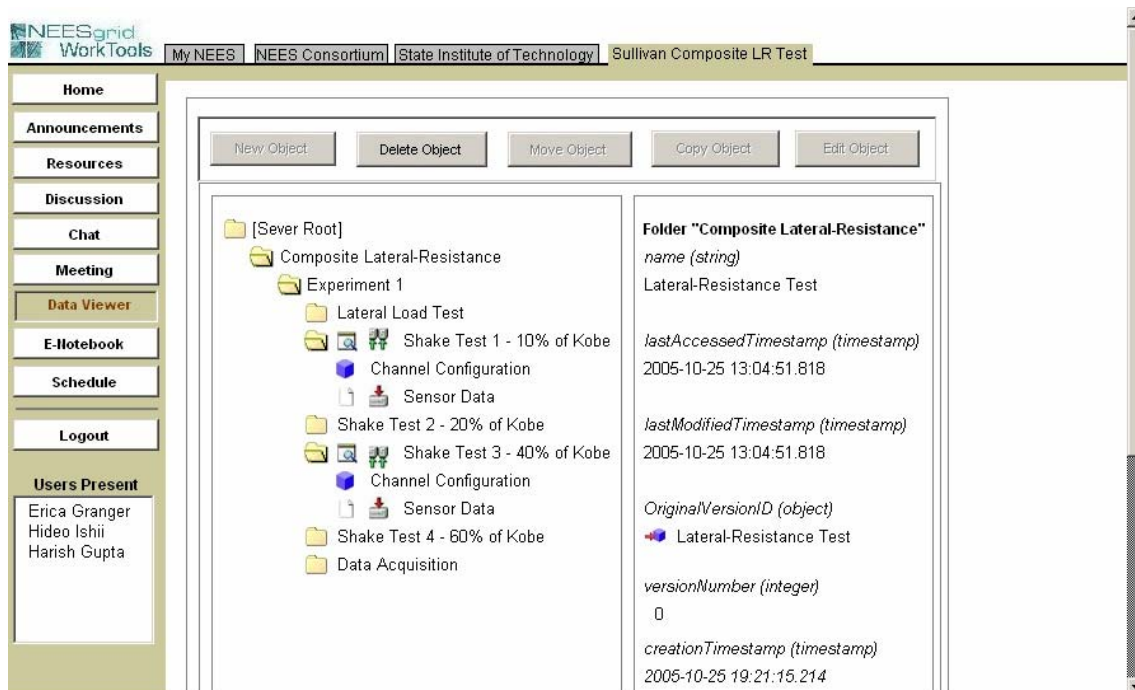 NEESgrid
WorkTools
My NEES
NEES Consortium
State Institute of Technology
Sullivan Composite LR Test
Home
Announcements
Resources
Discussion
Chat
Meeting
Data Viewer
E-Notebook
Schedule
Logout
Users Present
Erica Granger
Hideo Ishii
Harish Gupta
New Object
Delete Object
Move Object
Copy Object
Edit Object
[Sever Root]
Composite Lateral-Resistance
Experiment 1
Lateral Load Test
Shake Test 1 - 10% of Kobe
Channel Configuration
Sensor Data
Shake Test 2 - 20% of Kobe
Shake Test 3 - 40% of Kobe
Channel Configuration
Sensor Data
Shake Test 4 - 60% of Kobe
Data Acquisition
Folder "Composite Lateral-Resistance"
name (string)
Lateral-Resistance Test
lastAccessedTimestamp (timestamp)
2005-10-25 13:04:51.818
lastModifiedTimestamp (timestamp)
2005-10-25 13:04:51.818
OriginalVersionID (object)
Lateral-Resistance Test
versionNumber (integer)
0
creationTimestamp (timestamp)
2005-10-25 19:21:15.214